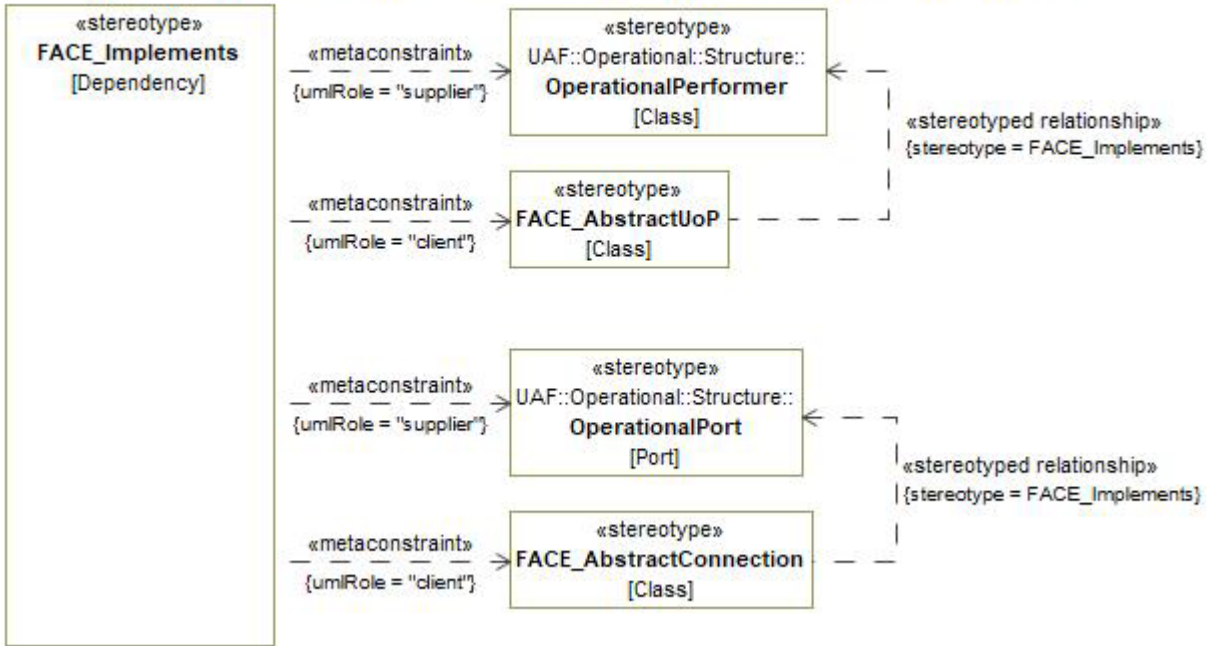 «stereotype»
FACE_Implements
[Dependency]
«metaconstraint»
{umlRole = "supplier"}
«stereotype»
UAF::Operational::Structure::
OperationalPerformer
[Class]
«stereotyped relationship»
{stereotype = FACE_Implements}
«metaconstraint»
{umlRole = "client"}
«stereotype»
FACE_AbstractUoP
[Class]
«metaconstraint»
{umlRole = "supplier"}
«stereotype»
UAF::Operational::Structure::
OperationalPort
[Port]
«stereotyped relationship»
{stereotype = FACE_Implements}
«metaconstraint»
{umlRole = "client"}
«stereotype»
FACE_AbstractConnection
[Class]